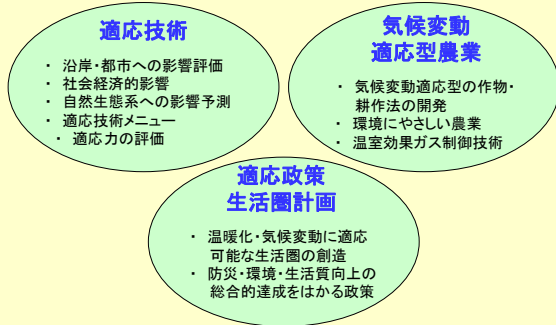 適応技術
・ 沿岸・都市への影響評価
・ 社会経済的影響
・ 自然生態系への影響予測
・ 適応技術メニュー
・ 適応力の評価
気候変動
適応型農業
・ 気候変動適応型の作物・
耕作法の開発
・ 環境にやさしい農業
・ 温室効果ガス制御技術
適応政策
生活圏計画
・ 温暖化・気候変動に適応
可能な生活圏の創造
・ 防災・環境・生活質向上の
総合的達成をはかる政策